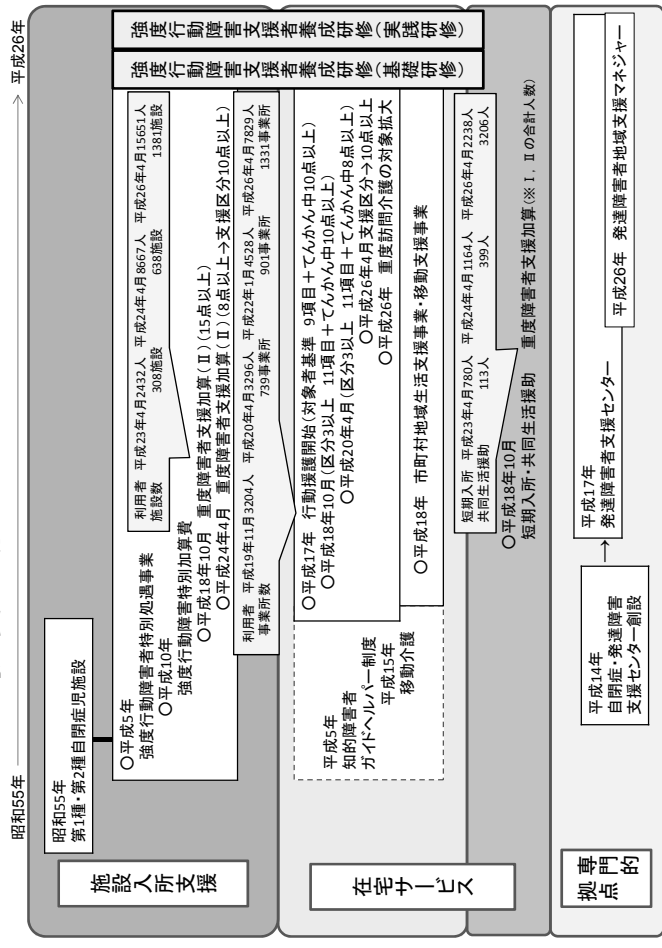 昭和55年
平成26年
施設入所支援
昭和55年
第1種・第2種自閉症児施設
○平成5年
強度行動障害者特別処遇事業
○平成10年
強度行動障害特別加算費
○平成18年10月 重度障害者支援加算(Ⅱ)(15点以上)
○平成24年4月 重度障害者支援加算(Ⅱ)(8点以上→支援区分10点以上)
利用者 平成23年4月2432人 平成24年4月8667人 平成26年4月15651人
施設数 308施設 638施設 1381施設
利用者 平成19年11月3204人 平成20年4月3296人 平成22年1月4528人 平成26年4月7829人
事業所数 739事業所 901事業所 1331事業所
強度行動障害支援者養成研修(基礎研修)
強度行動障害支援者養成研修(実践研修)
在宅サービス
平成5年
知的障害者
ガイドヘルパー制度
平成15年
移動介護
○平成17年 行動援護開始(対象者基準 9項目+てんかん中10点以上)
○平成18年10月(区分3以上 11項目+てんかん中10点以上)
○平成20年4月(区分3以上 11項目+てんかん中8点以上)
○平成26年4月支援区分→10点以上
○平成26年 重度訪問介護の対象拡大
○平成18年 市町村地域生活支援事業・移動支援事業
短期入所 平成23年4月780人 平成24年4月1164人 平成26年4月2238人
共同生活援助 113人 399人 3206人
○平成18年10月
短期入所・共同生活援助 重度障害者支援加算(※Ⅰ、Ⅱの合計人数)
専門的
拠点
平成14年
自閉症・発達障害
支援センター創設
→
平成17年
発達障害者支援センター
平成26年 発達障害者地域支援マネジャー